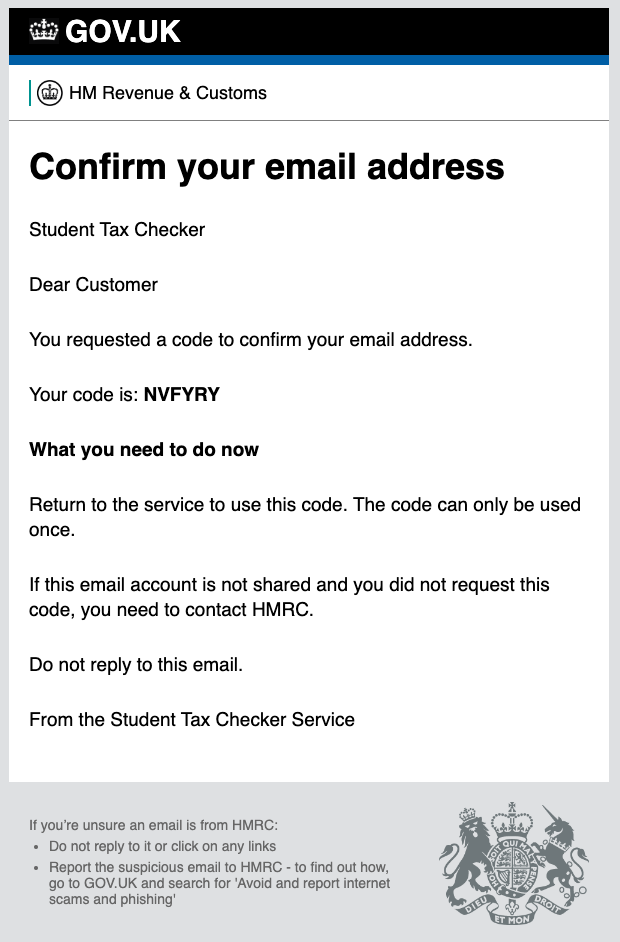 GOV.UK
HM Revenue & Customs
Confirm your email address
Student Tax Checker
Dear Customer
You requested a code to confirm your email address.
Your code is: NVFYRY
What you need to do now
Return to the service to use this code. The code can only be used
once.
If this email account is not shared and you did not request this
code, you need to contact HMRC.
Do not reply to this email.
From the Student Tax Checker Service
If you're unsure an email is from HMRC:
• Do not reply to it or click on any links
• Report the suspicious email to HMRC - to find out how,
go to GOV.UK and search for 'Avoid and report internet
scams and phishing'
DIEU ET MON DROIT